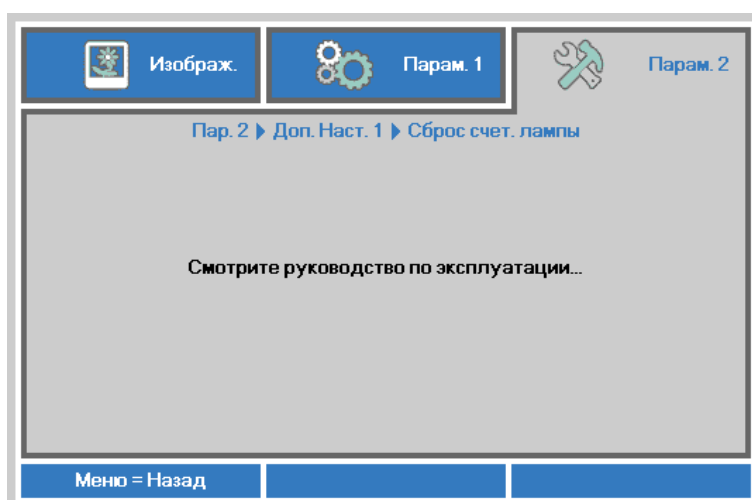 Изображ.
Парам. 1
Парам. 2
Пар. 2 Доп. Наст. 1 Сброс счет. лампы
Смотрите руководство по эксплуатации...
Меню = Назад